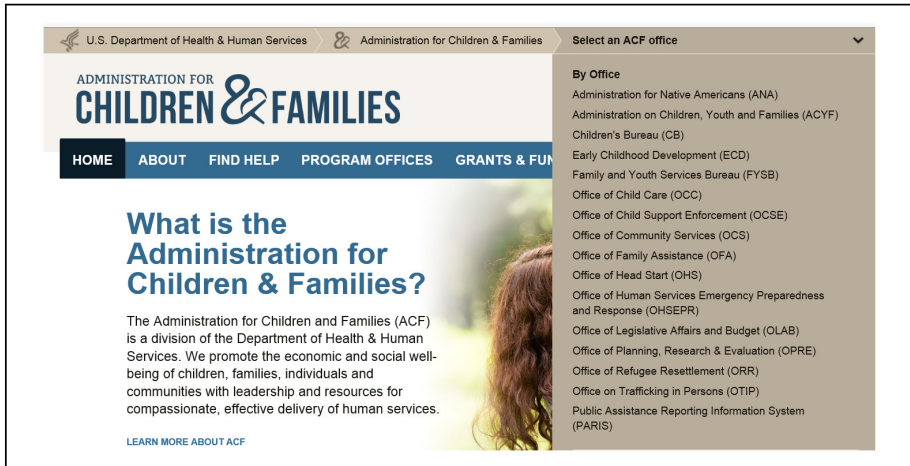 U.S. Department of Health & Human Services
Administration for Children & Families
Select an ACF office
ADMINISTRATION FOR
CHILDREN & FAMILIES
HOME ABOUT FIND HELP PROGRAM OFFICES GRANTS & FUN
What is the
Administration for
Children & Families?
The Administration for Children and Families (ACF)
is a division of the Department of Health & Human
Services. We promote the economic and social well-
being of children, families, individuals and
communities with leadership and resources for
compassionate, effective delivery of human services.
LEARN MORE ABOUT ACF
By Office
Administration for Native Americans (ANA)
Administration on Children, Youth and Families (ACYF)
Children's Bureau (CB)
Early Childhood Development (ECD)
Family and Youth Services Bureau (FYSB)
Office of Child Care (OCC)
Office of Child Support Enforcement (OCSE)
Office of Community Services (OCS)
Office of Family Assistance (OFA)
Office of Head Start (OHS)
Office of Human Services Emergency Preparedness
and Response (OHSEPR)
Office of Legislative Affairs and Budget (OLAB)
Office of Planning, Research & Evaluation (OPRE)
Office of Refugee Resettlement (ORR)
Office on Trafficking in Persons (OTIP)
Public Assistance Reporting Information System
(PARIS)